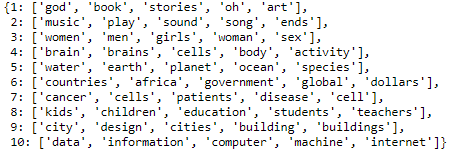 {1: ['god', 'book', 'stories', 'oh', 'art'],
2: ['music', 'play', 'sound', 'song', 'ends'],
3: ['women', 'men', 'girls', 'woman', 'sex'],
4: ['brain', 'brains', 'cells', 'body', 'activity'],
5: ['water', 'earth', 'planet', 'ocean', 'species'],
6: ['countries', 'africa', 'government', 'global', 'dollars'],
7: ['cancer', 'cells', 'patients', 'disease', 'cell'],
8: ['kids', 'children', 'education', 'students', 'teachers'],
9: ['city', 'design', 'cities', 'building', 'buildings'],
10: ['data', 'information', 'computer', 'machine', 'internet']}